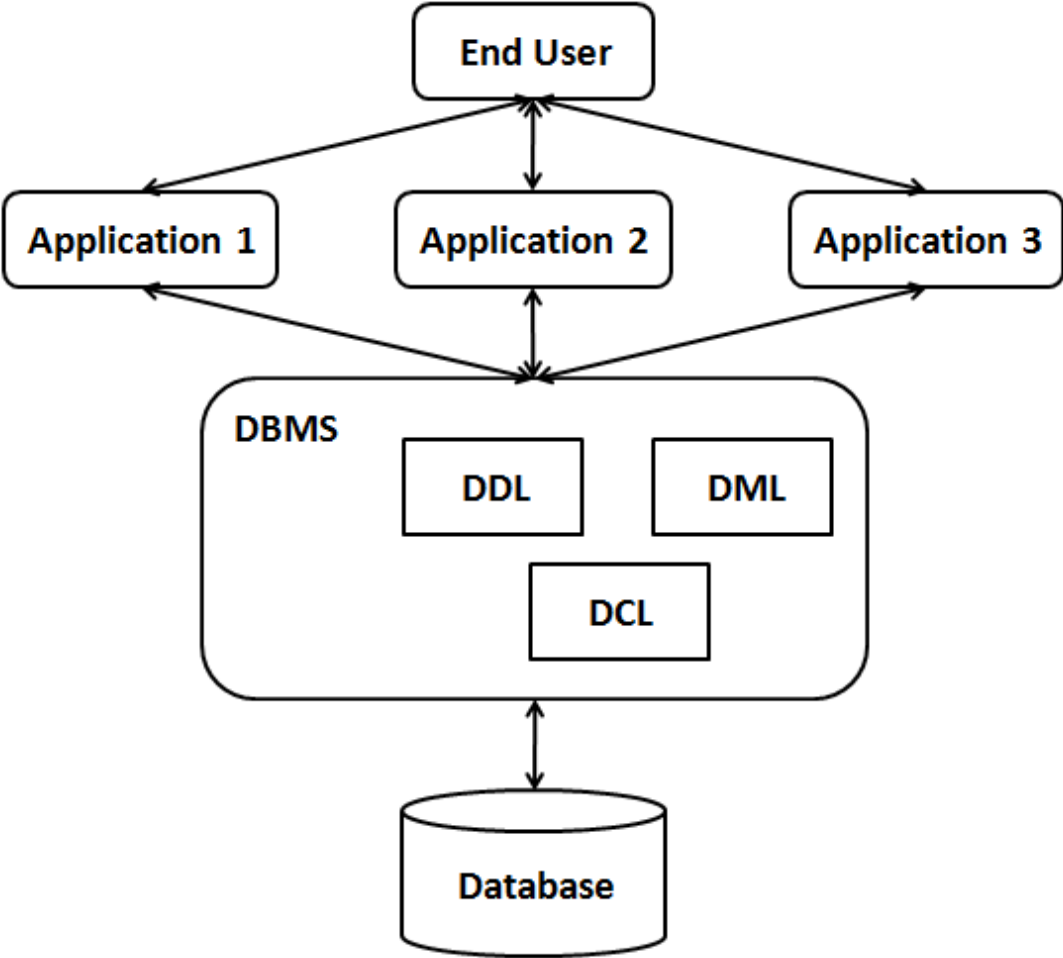 End User
Application 1
Application 2
Application 3
DBMS
DDL
DML
DCL
Database